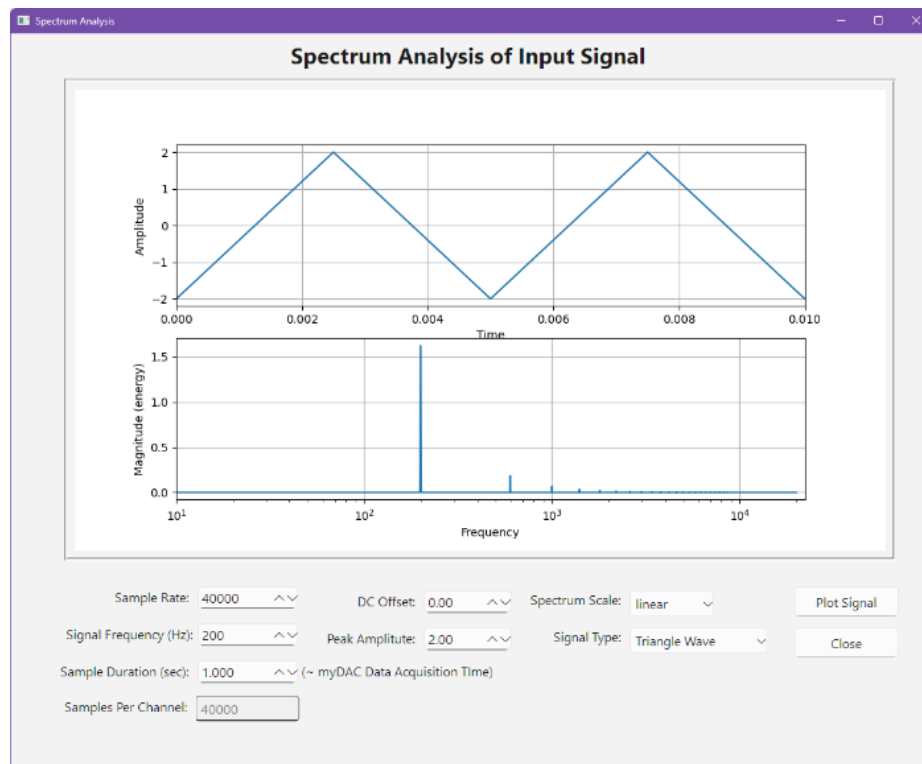 Spectrum Analysis
Spectrum Analysis of Input Signal
2
1
0
−1
−2
Amplitude
0.000 0.002 0.004 0.006 0.008 0.010
Time
1.5
1.0
0.5
0.0
Magnitude (energy)
10¹ 10² 10³ 10⁴
Frequency
Sample Rate: 40000 DC Offset: 0.00 Spectrum Scale: linear Plot Signal
Signal Frequency (Hz): 200 Peak Amplitute: 2.00 Signal Type: Triangle Wave Close
Sample Duration (sec): 1.000 (~ myDAC Data Acquisition TIme)
Samples Per Channel: 40000